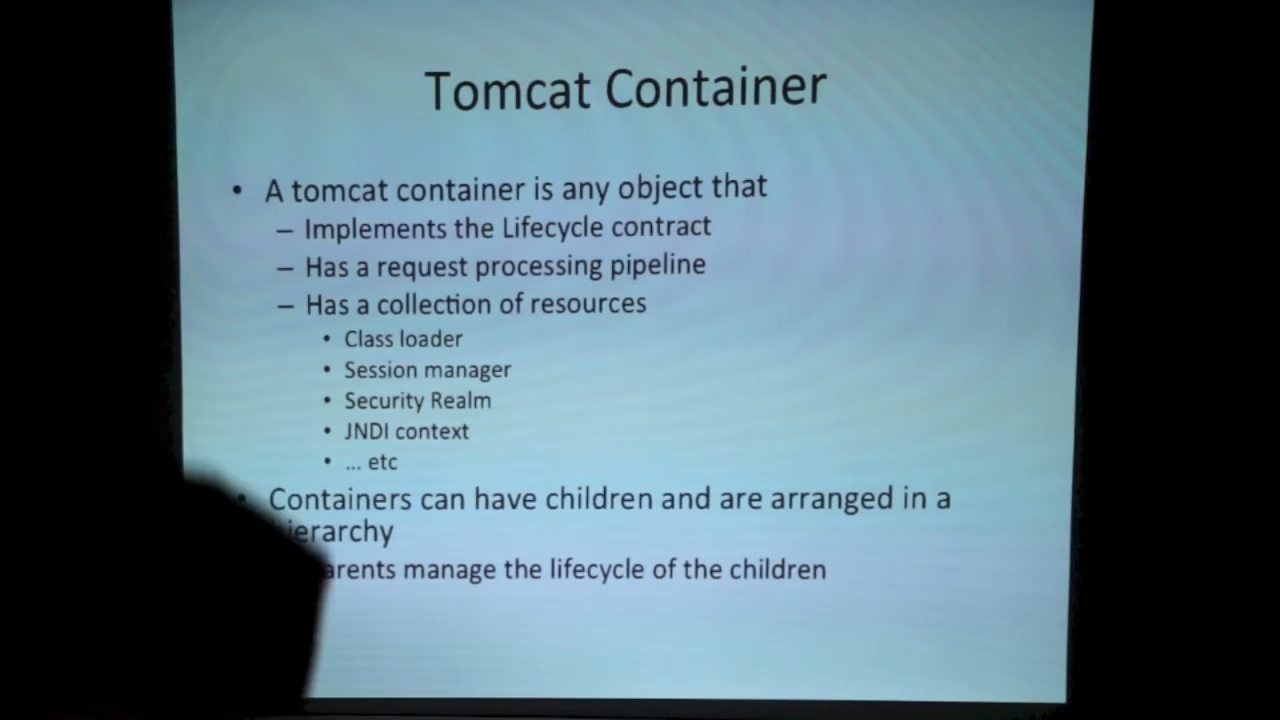 Tomcat Container
• A tomcat container is any object that
– Implements the Lifecycle contract
– Has a request processing pipeline
– Has a collection of resources
• Class loader
• Session manager
• Security Realm
• JNDI context
• ... etc
• Containers can have children and are arranged in a
hierarchy
arents manage the lifecycle of the children